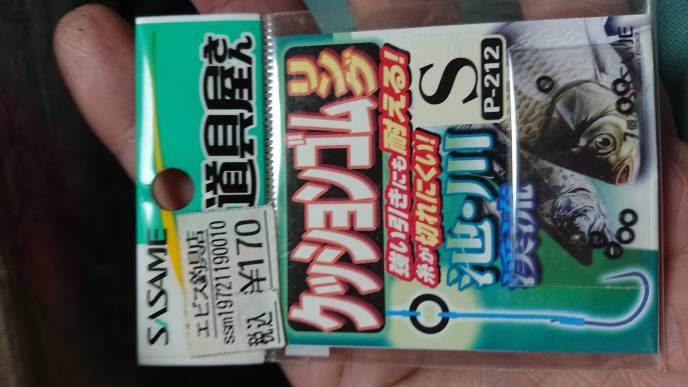 SASAME
道具屋さん
エビス釣具店
ssm19721190010
税込 ¥170
クッションゴム
リング
強い引きにも耐える!
糸が切れにくい!
S
P-212
池・川
渓流